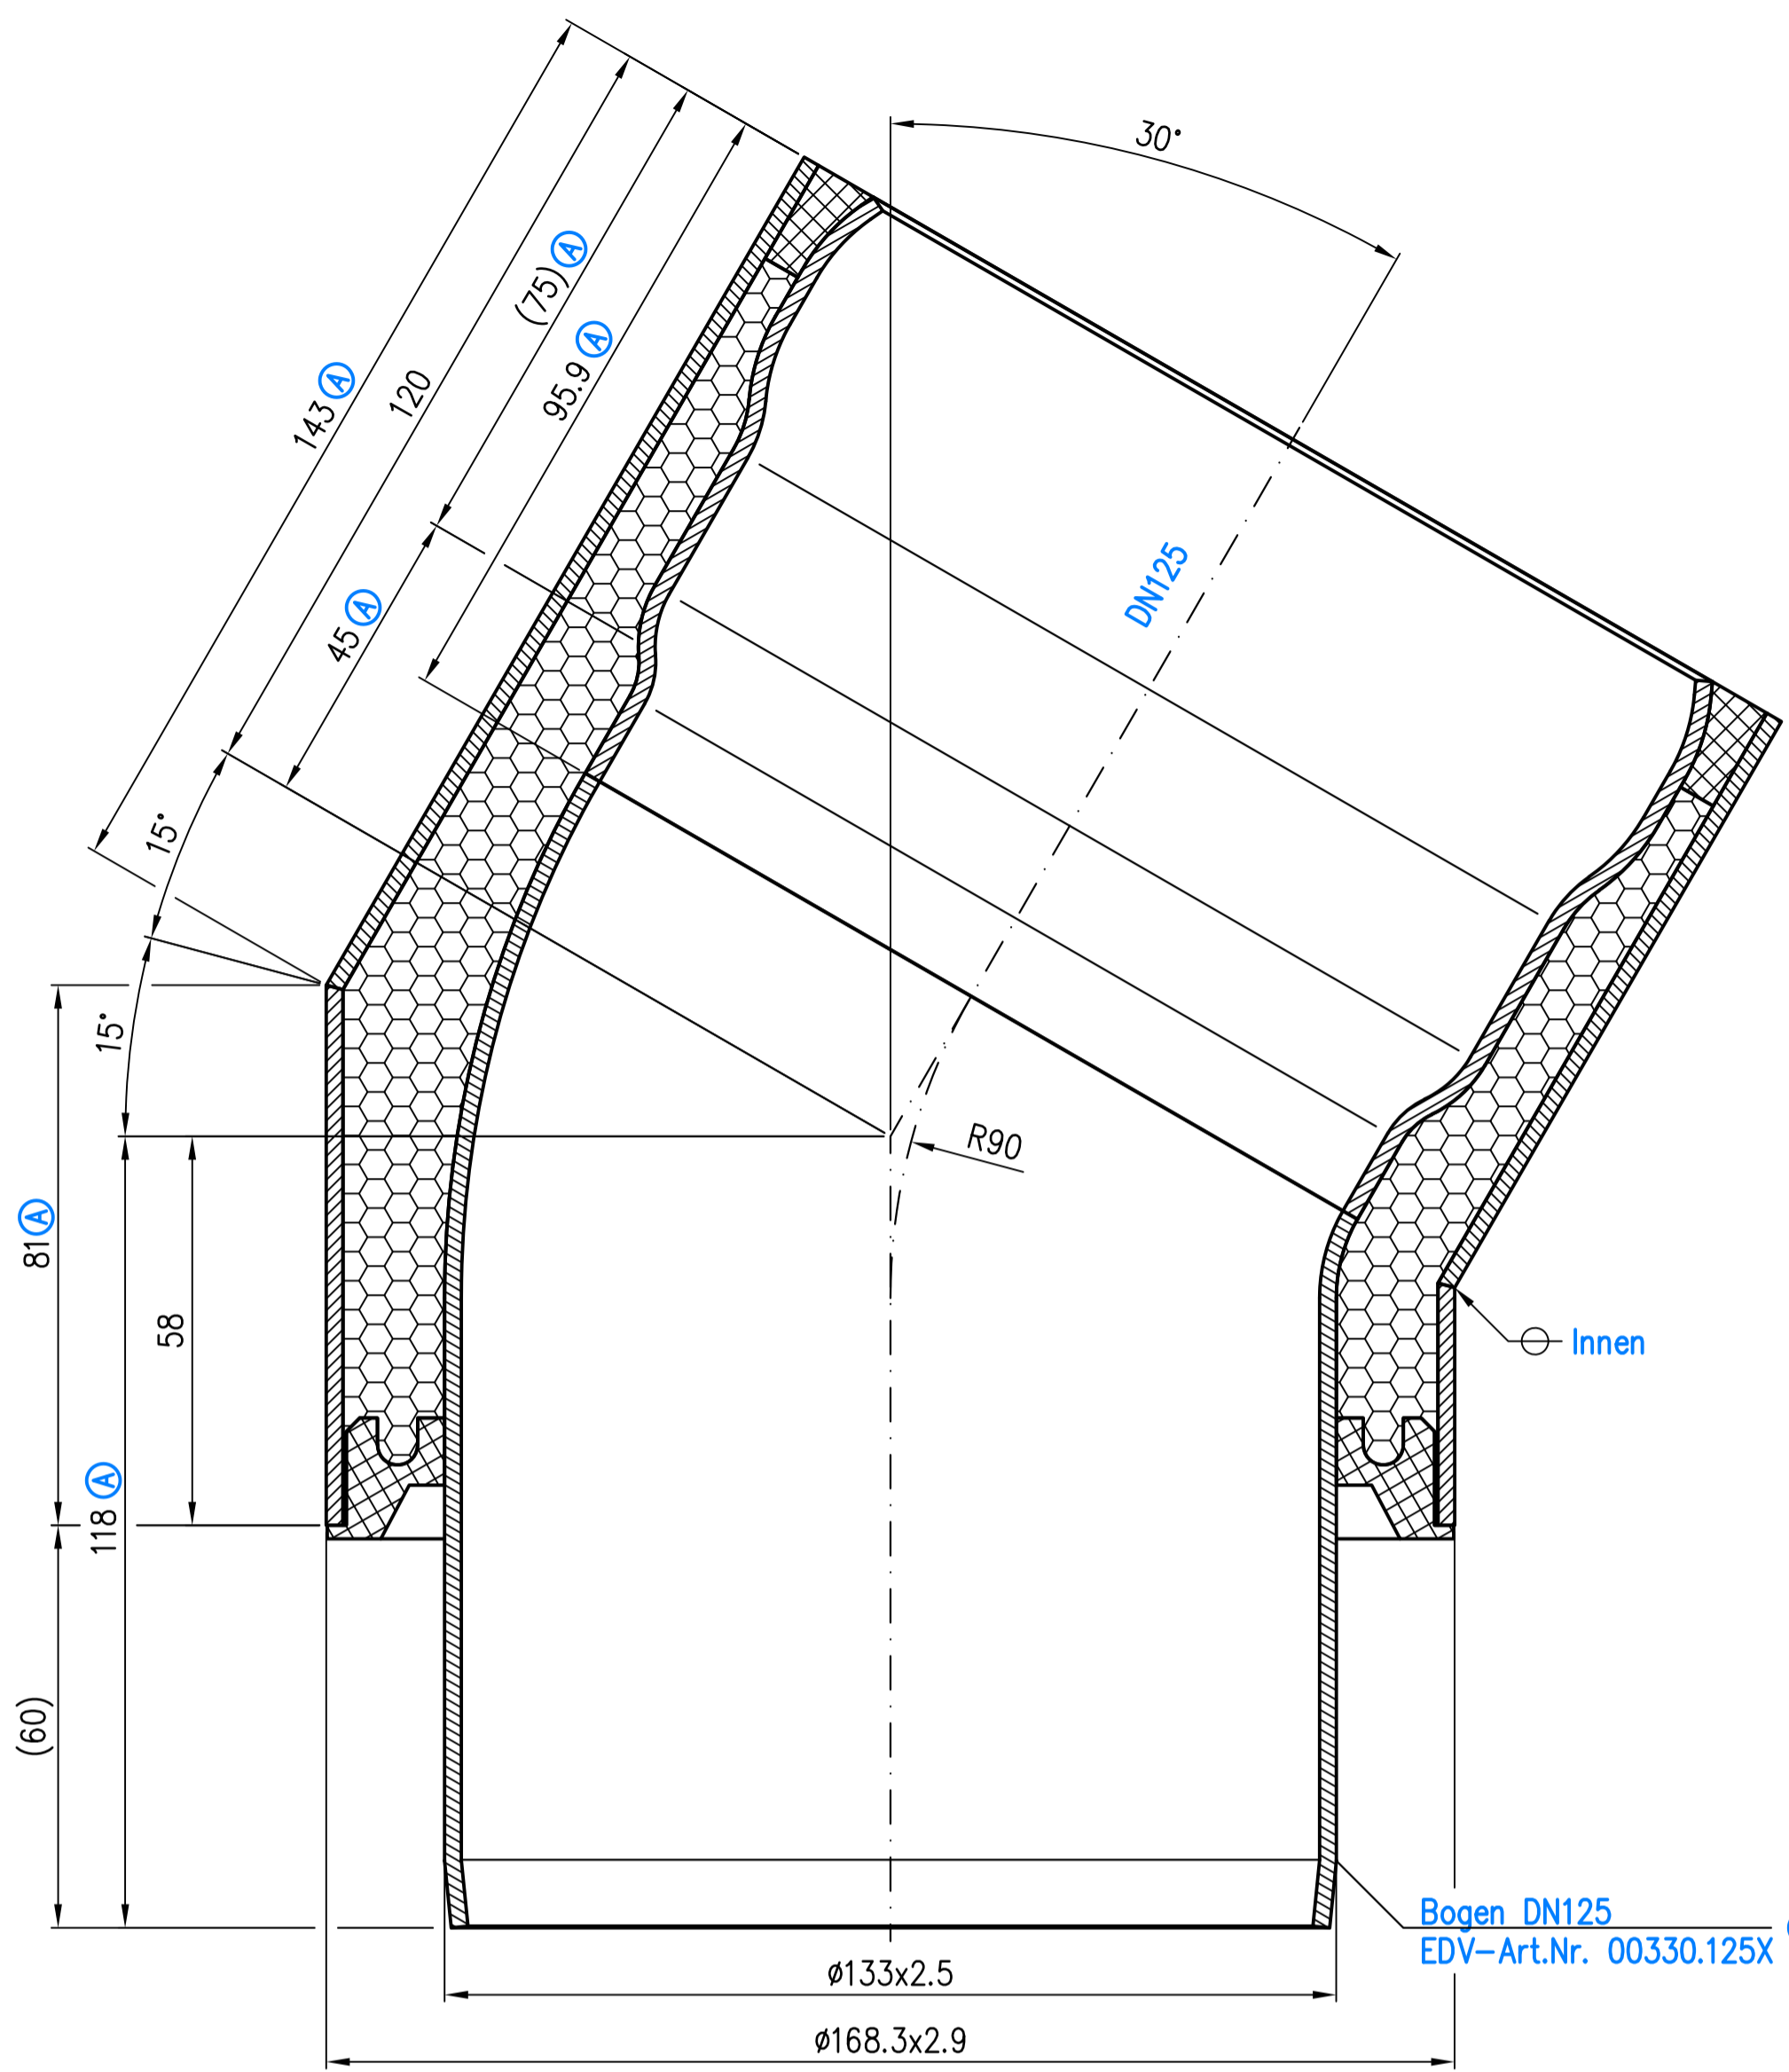 30°
143 Ⓐ
120
(75) Ⓐ
95.9 Ⓐ
45 Ⓐ
DN125
15°
15°
R90
81 Ⓐ
58
118 Ⓐ
Innen
(60)
Bogen DN125
EDV-Art.Nr. 00330.125X
ø133x2.5
ø168.3x2.9